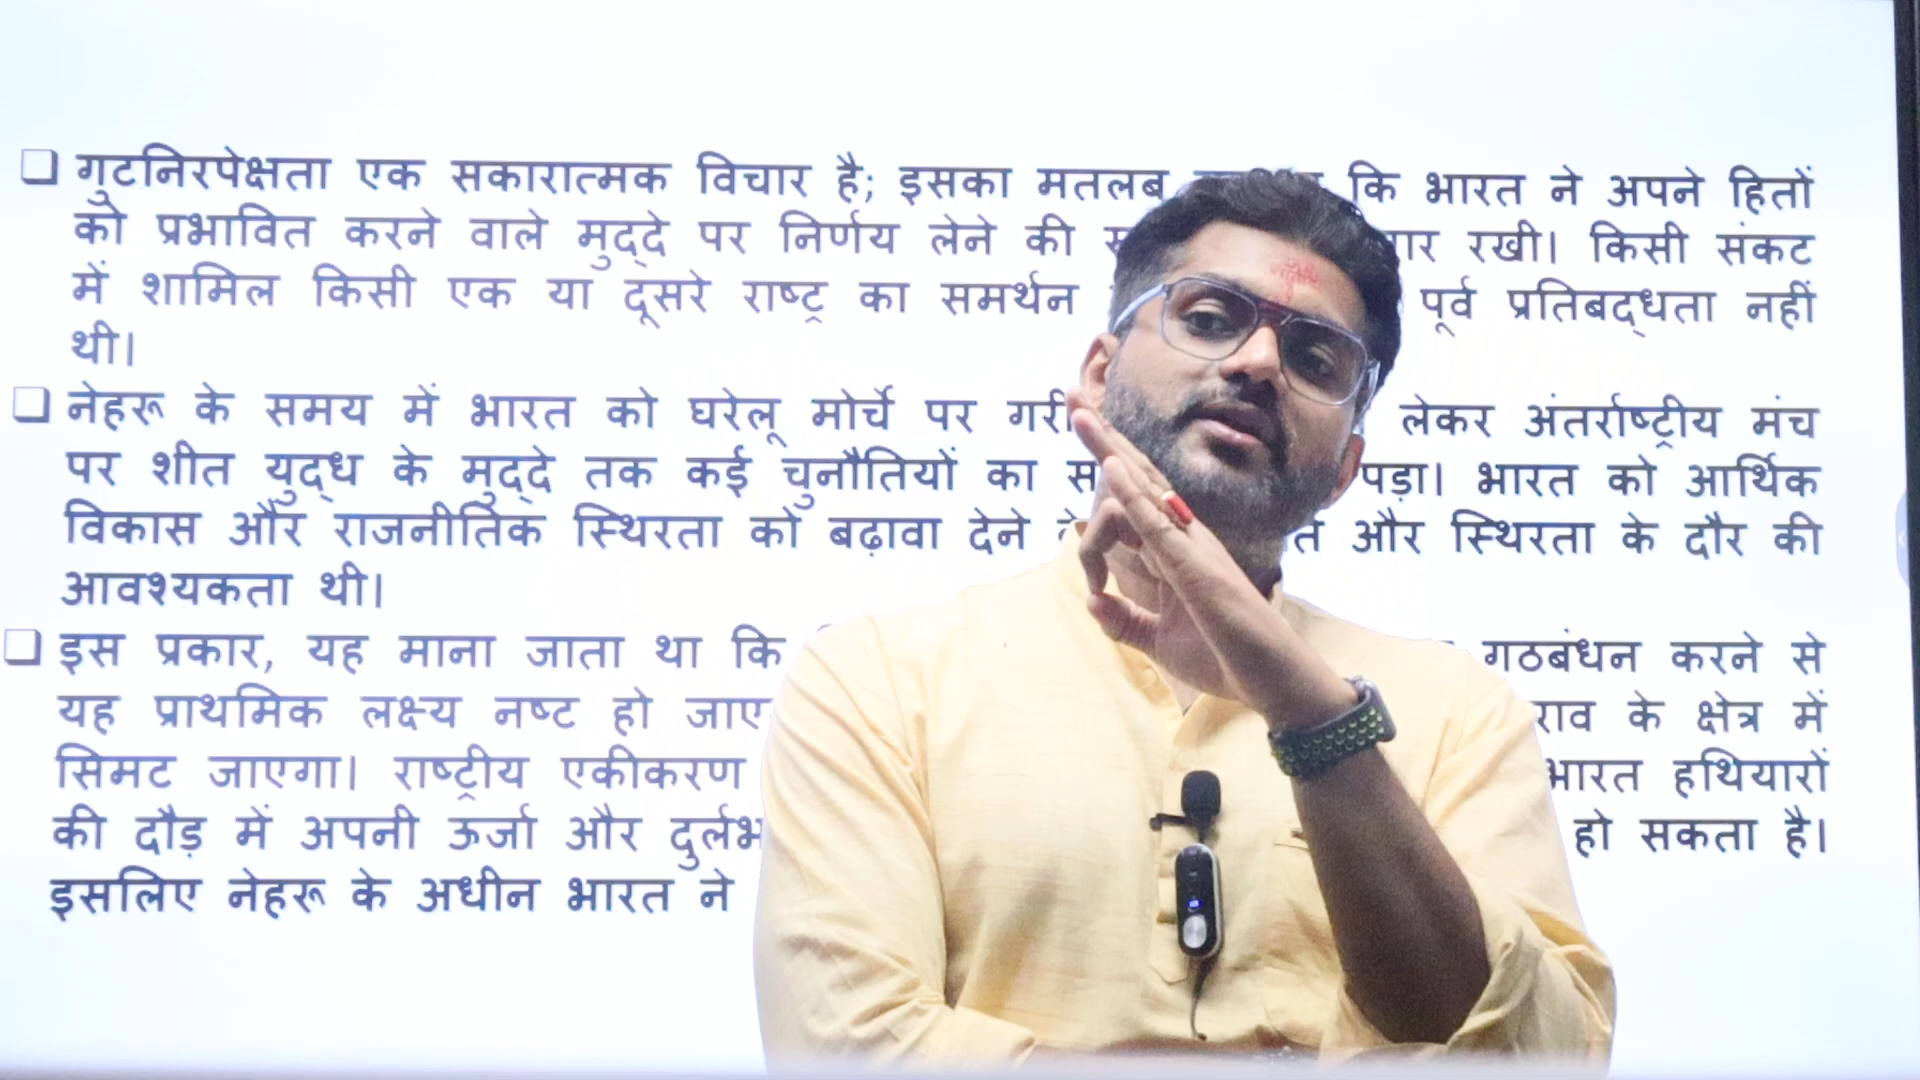 गुटनिरपेक्षता एक सकारात्मक विचार है; इसका मतलब कि भारत ने अपने हितों
को प्रभावित करने वाले मुद्दे पर निर्णय लेने की रखी। किसी संकट
में शामिल किसी एक या दूसरे राष्ट्र का समर्थन पूर्व प्रतिबद्धता नहीं
थी।
नेहरू के समय में भारत को घरेलू मोर्चे पर लेकर अंतर्राष्ट्रीय मंच
पर शीत युद्ध के मुद्दे तक कई चुनौतियों का पड़ा। भारत को आर्थिक
विकास और राजनीतिक स्थिरता को बढ़ावा देने और स्थिरता के दौर की
आवश्यकता थी।
इस प्रकार, यह माना जाता था कि गठबंधन करने से
यह प्राथमिक लक्ष्य नष्ट हो के क्षेत्र में
सिमट जाएगा। राष्ट्रीय एकीकरण भारत हथियारों
की दौड़ में अपनी ऊर्जा और हो सकता है।
इसलिए नेहरू के अधीन भारत ने